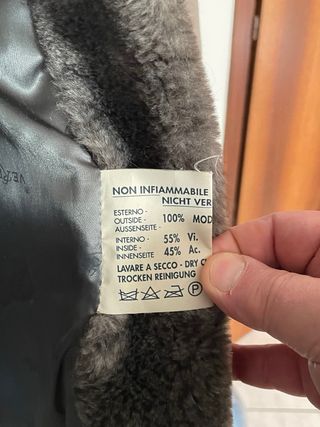 NON INFIAMMABILE
NICHT VER
ESTERNO -
OUTSIDE - 100% MOD
AUSSENSEITE -
INTERNO - 55% Vi.
INSIDE - 45% Ac.
INNENSEITE
LAVARE A SECCO - DRY C
TROCKEN REINIGUNG
P